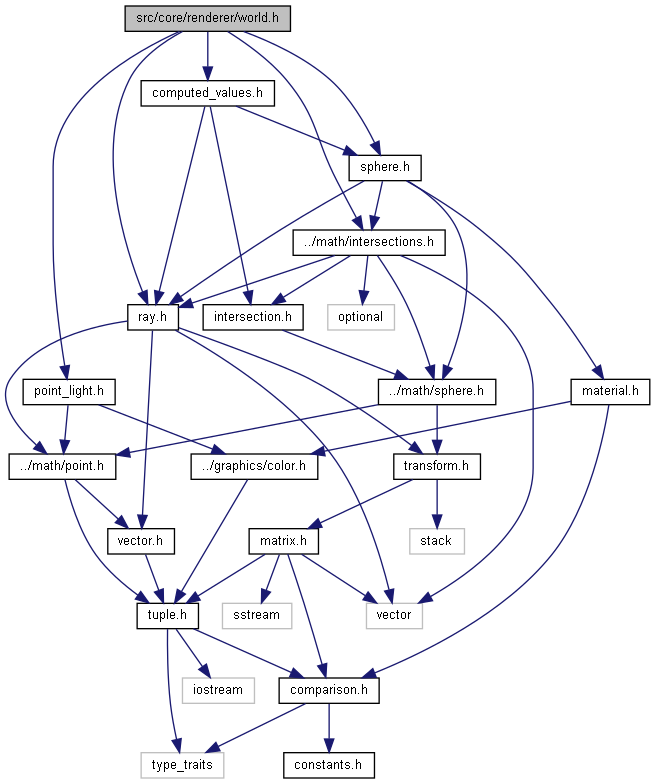 src/core/renderer/world.h
computed_values.h
sphere.h
../math/intersections.h
ray.h
intersection.h
optional
point_light.h
../math/sphere.h
material.h
../math/point.h
../graphics/color.h
transform.h
vector.h
matrix.h
stack
tuple.h
sstream
vector
iostream
comparison.h
type_traits
constants.h